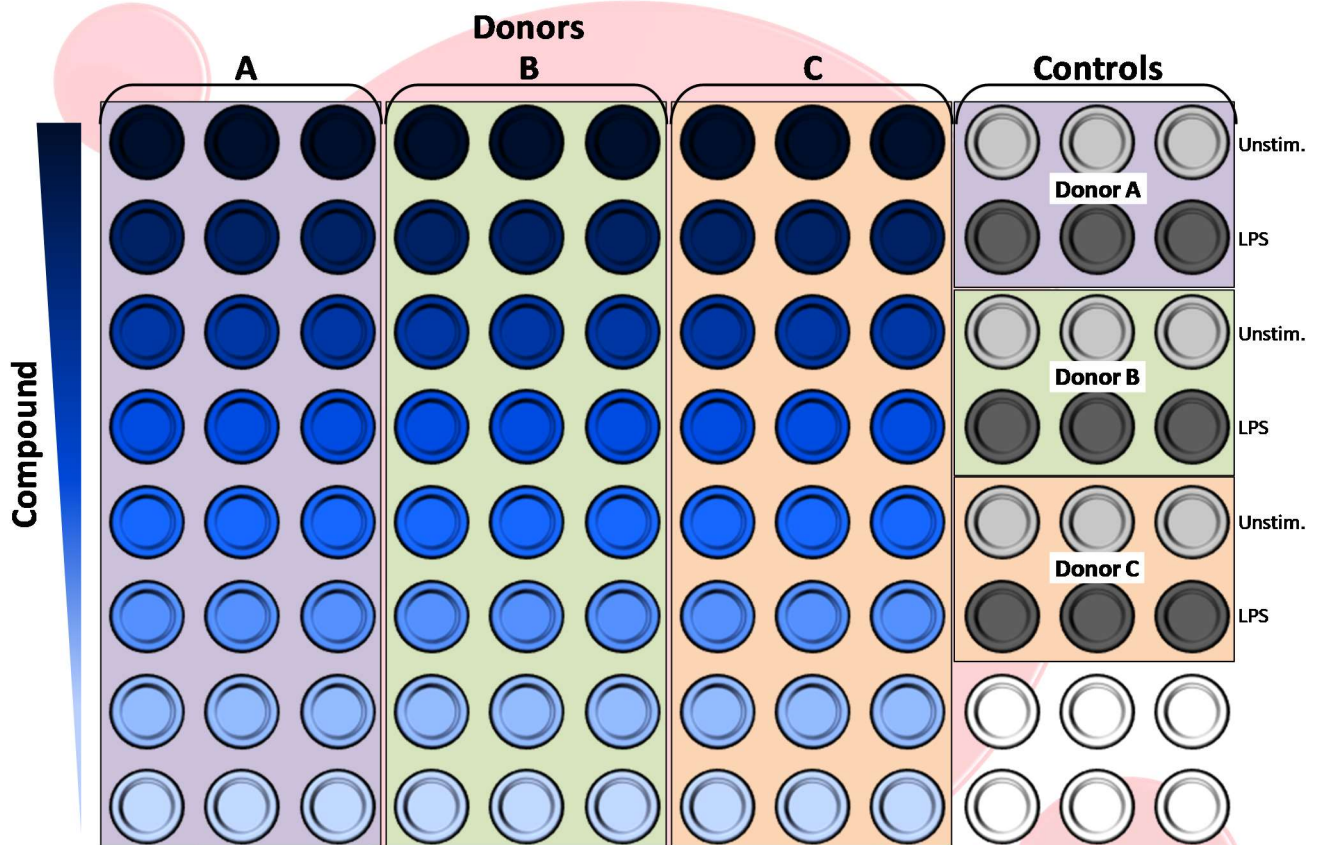 Donors
A B C Controls
Unstim.
Donor A
LPS
Unstim.
Donor B
LPS
Unstim.
Donor C
LPS
Compound